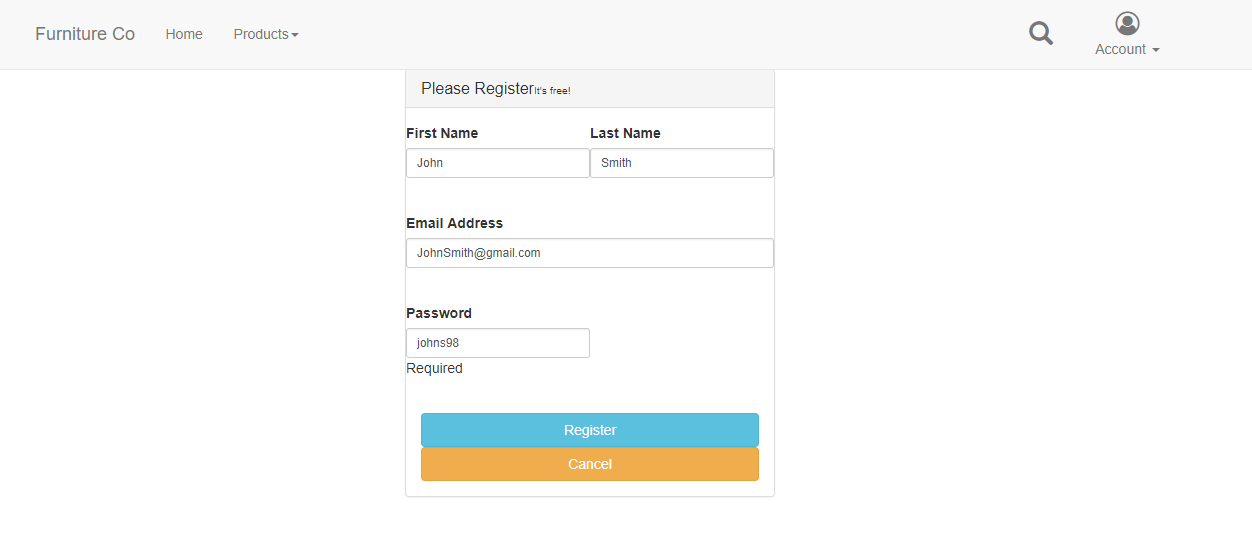 Furniture Co Home Products Account
Please Register It's free!
First Name Last Name
John Smith
Email Address
JohnSmith@gmail.com
Password
johns98
Required
Register
Cancel